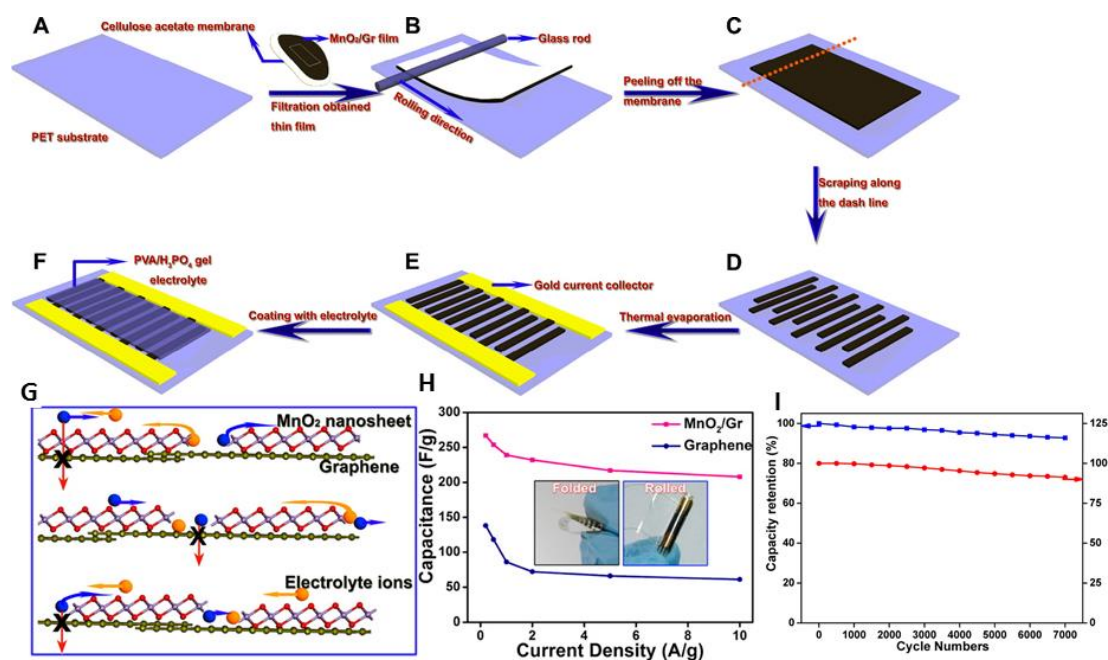 A
Cellulose acetate membrane
MnO₂/Gr film
B
Glass rod
C
Filtration obtained
thin film
Rolling direction
Peeling off the
membrane
PET substrate
Scraping along
the dash line
F
PVA/H₃PO₄ gel
electrolyte
E
Gold current collector
D
Coating with electrolyte
Thermal evaporation
G
MnO₂ nanosheet
Graphene
Electrolyte ions
H
300
250
200
150
100
50
0
Capacitance (F/g)
MnO₂/Gr
Graphene
Folded
Rolled
0 2 4 6 8 10
Current Density (A/g)
I
100
80
60
40
20
0
Capacity retention (%)
125
100
75
50
25
0
0 1000 2000 3000 4000 5000 6000 7000
Cycle Numbers